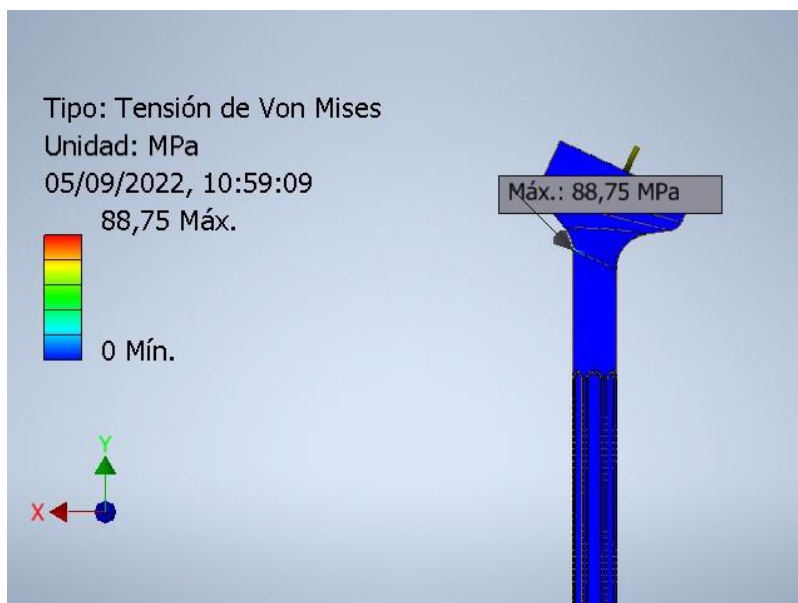 Tipo: Tensión de Von Mises
Unidad: MPa
05/09/2022, 10:59:09
88,75 Máx.
0 Mín.
Máx.: 88,75 MPa
Y
X